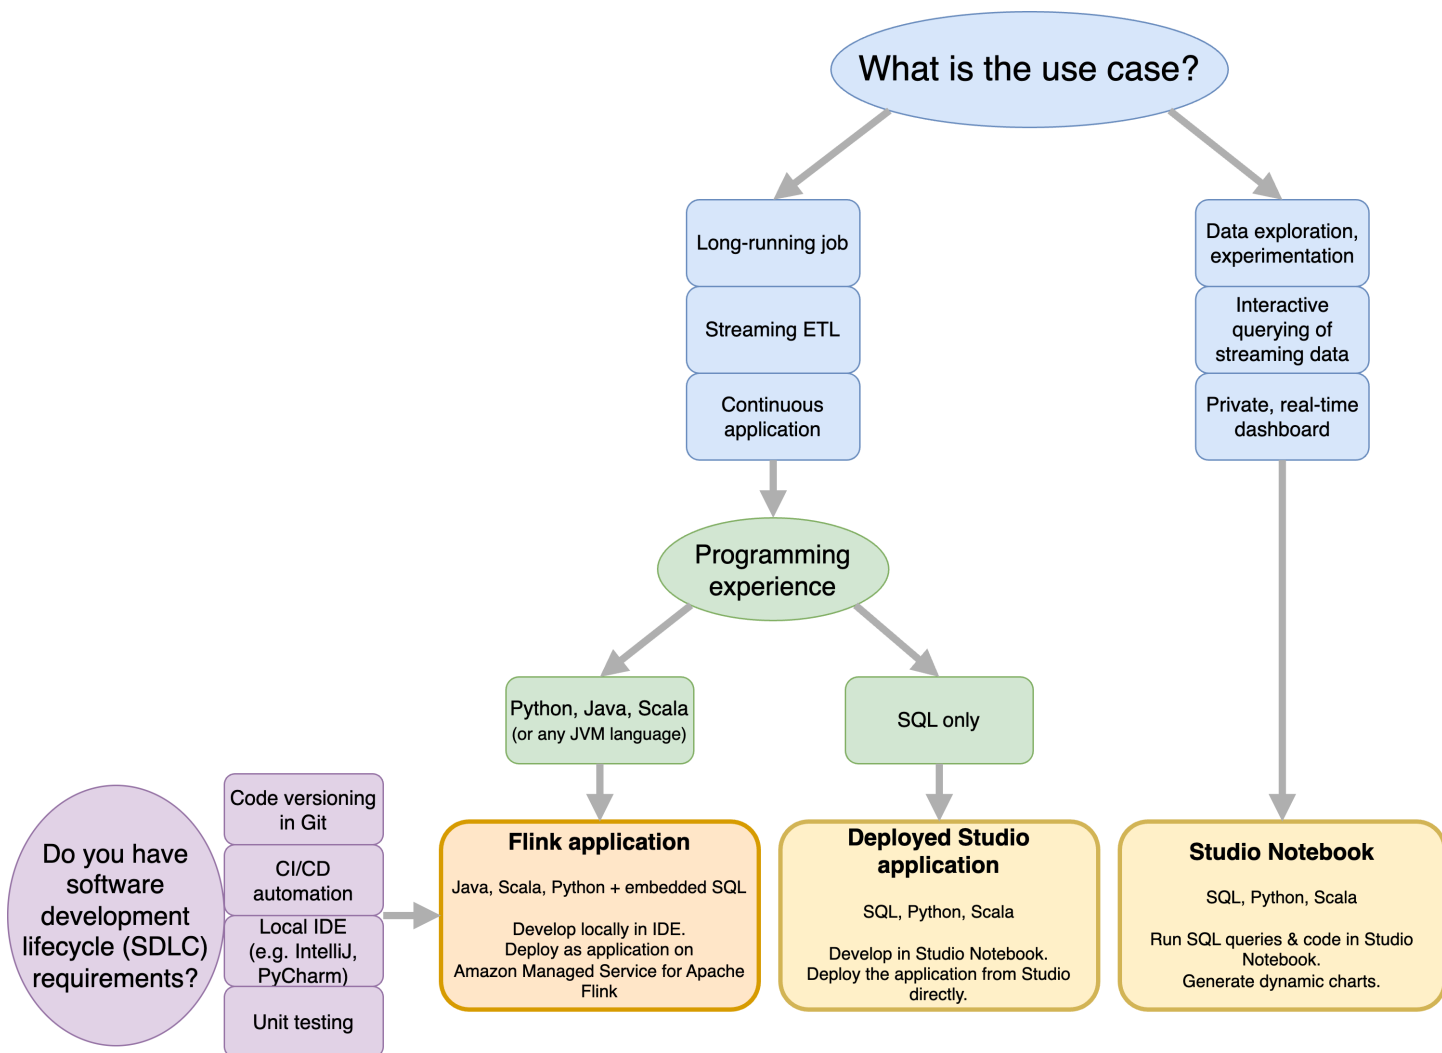 What is the use case?
Long-running job
Streaming ETL
Continuous
application
Data exploration,
experimentation
Interactive
querying of
streaming data
Private, real-time
dashboard
Programming
experience
Python, Java, Scala
(or any JVM language)
SQL only
Do you have
software
development
lifecycle (SDLC)
requirements?
Code versioning
in Git
CI/CD
automation
Local IDE
(e.g. IntelliJ,
PyCharm)
Unit testing
Flink application
Java, Scala, Python + embedded SQL
Develop locally in IDE.
Deploy as application on
Amazon Managed Service for Apache
Flink
Deployed Studio
application
SQL, Python, Scala
Develop in Studio Notebook.
Deploy the application from Studio
directly.
Studio Notebook
SQL, Python, Scala
Run SQL queries & code in Studio
Notebook.
Generate dynamic charts.